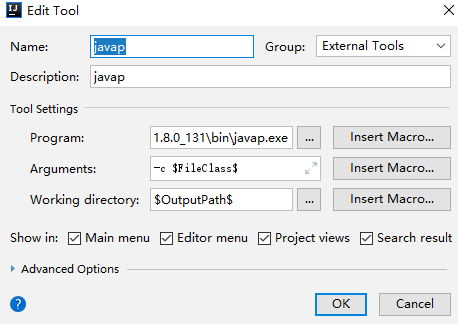 IJ Edit Tool
Name: javap Group: External Tools
Description: javap
Tool Settings
Program: 1.8.0_131\bin\javap.exe ... Insert Macro...
Arguments: -c $FileClass$ Insert Macro...
Working directory: $OutputPath$ ... Insert Macro...
Show in: Main menu Editor menu Project views Search result
Advanced Options
? OK Cancel